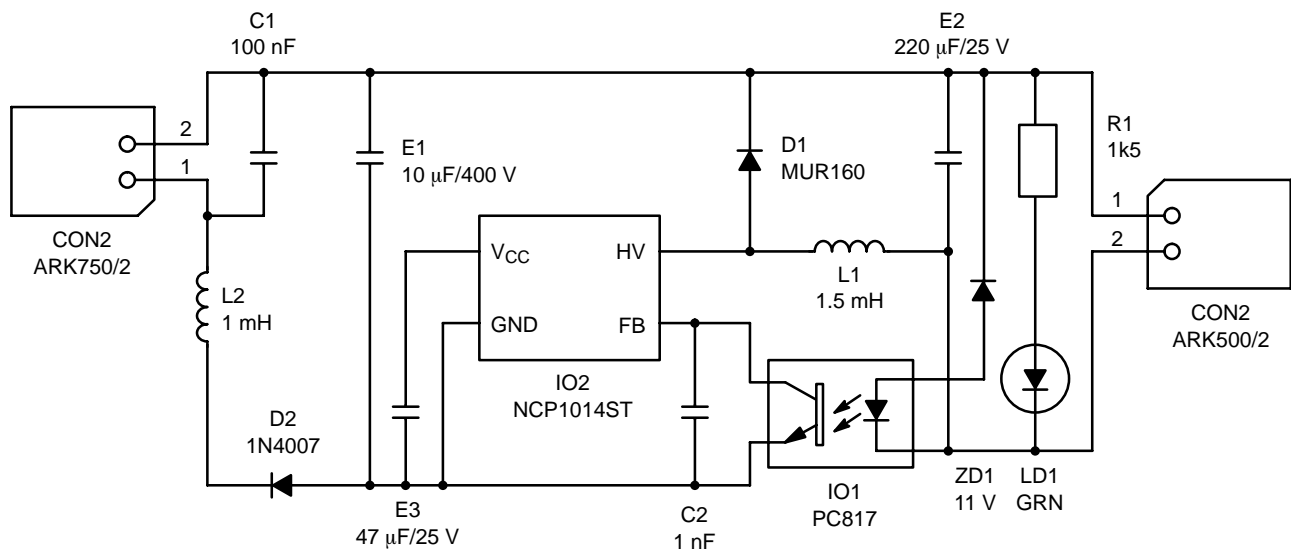 C1
100 nF
E2
220 μF/25 V
2
1
CON2
ARK750/2
E1
10 μF/400 V
D1
MUR160
R1
1k5
1
2
CON2
ARK500/2
VCC
HV
GND
FB
IO2
NCP1014ST
L1
1.5 mH
L2
1 mH
D2
1N4007
E3
47 μF/25 V
C2
1 nF
IO1
PC817
ZD1
11 V
LD1
GRN